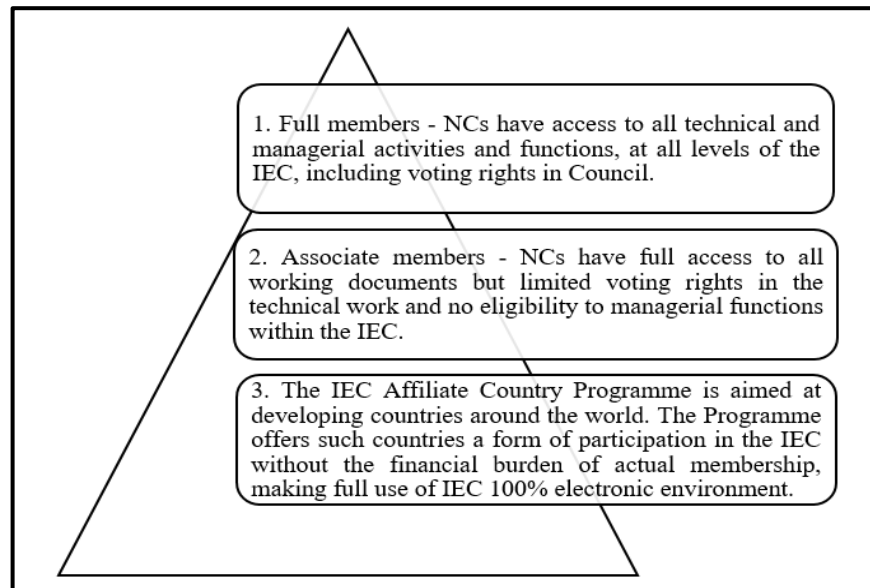 1. Full members - NCs have access to all technical and
managerial activities and functions, at all levels of the
IEC, including voting rights in Council.
2. Associate members - NCs have full access to all
working documents but limited voting rights in the
technical work and no eligibility to managerial functions
within the IEC.
3. The IEC Affiliate Country Programme is aimed at
developing countries around the world. The Programme
offers such countries a form of participation in the IEC
without the financial burden of actual membership,
making full use of IEC 100% electronic environment.